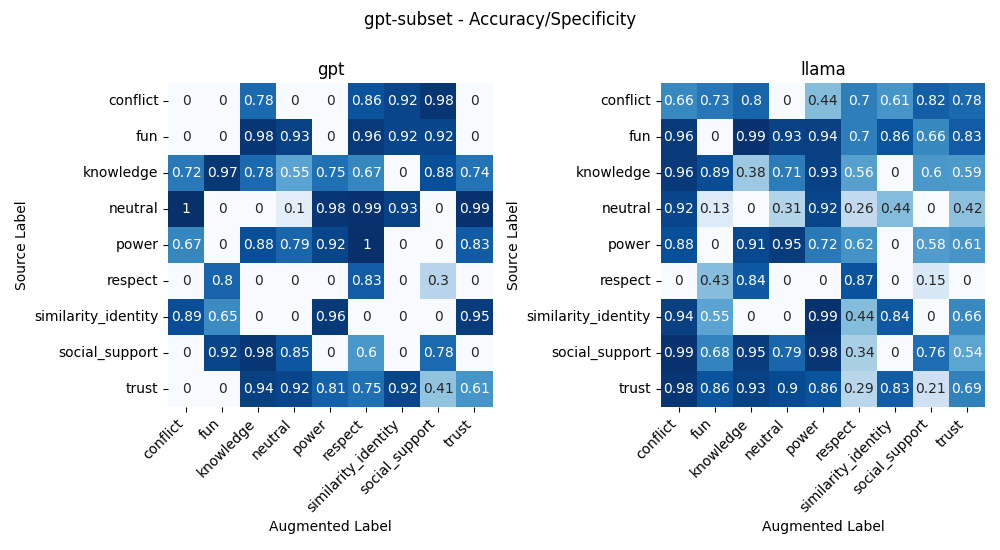 gpt-subset - Accuracy/Specificity
gpt
Source Label
conflict 0 0 0.78 0 0 0.86 0.92 0.98 0
fun 0 0 0.98 0.93 0 0.96 0.92 0.92 0
knowledge 0.72 0.97 0.78 0.55 0.75 0.67 0 0.88 0.74
neutral 1 0 0 0.1 0.98 0.99 0.93 0 0.99
power 0.67 0 0.88 0.79 0.92 1 0 0 0.83
respect 0 0.8 0 0 0 0.83 0 0.3 0
similarity_identity 0.89 0.65 0 0 0.96 0 0 0 0.95
social_support 0 0.92 0.98 0.85 0 0.6 0 0.78 0
trust 0 0 0.94 0.92 0.81 0.75 0.92 0.41 0.61
conflict fun knowledge neutral power respect similarity_identity social_support trust
Augmented Label
llama
Source Label
conflict 0.66 0.73 0.8 0 0.44 0.7 0.61 0.82 0.78
fun 0.96 0 0.99 0.93 0.94 0.7 0.86 0.66 0.83
knowledge 0.96 0.89 0.38 0.71 0.93 0.56 0 0.6 0.59
neutral 0.92 0.13 0 0.31 0.92 0.26 0.44 0 0.42
power 0.88 0 0.91 0.95 0.72 0.62 0 0.58 0.61
respect 0 0.43 0.84 0 0 0.87 0 0.15 0
similarity_identity 0.94 0.55 0 0 0.99 0.44 0.84 0 0.66
social_support 0.99 0.68 0.95 0.79 0.98 0.34 0 0.76 0.54
trust 0.98 0.86 0.93 0.9 0.86 0.29 0.83 0.21 0.69
conflict fun knowledge neutral power respect similarity_identity social_support trust
Augmented Label